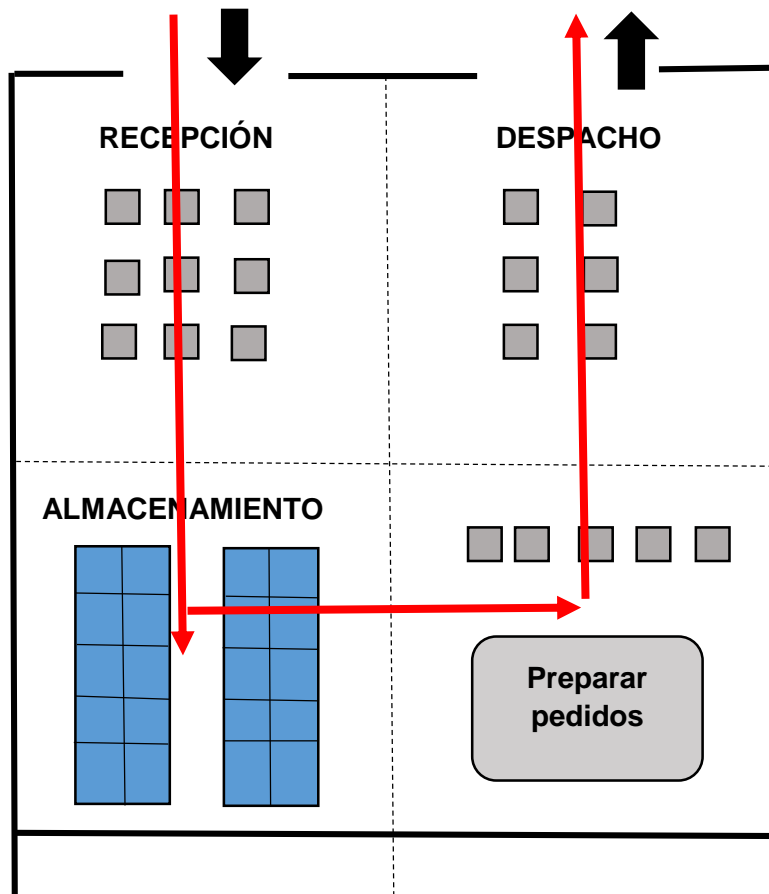 RECEPCIÓN
DESPACHO
ALMACENAMIENTO
Preparar
pedidos